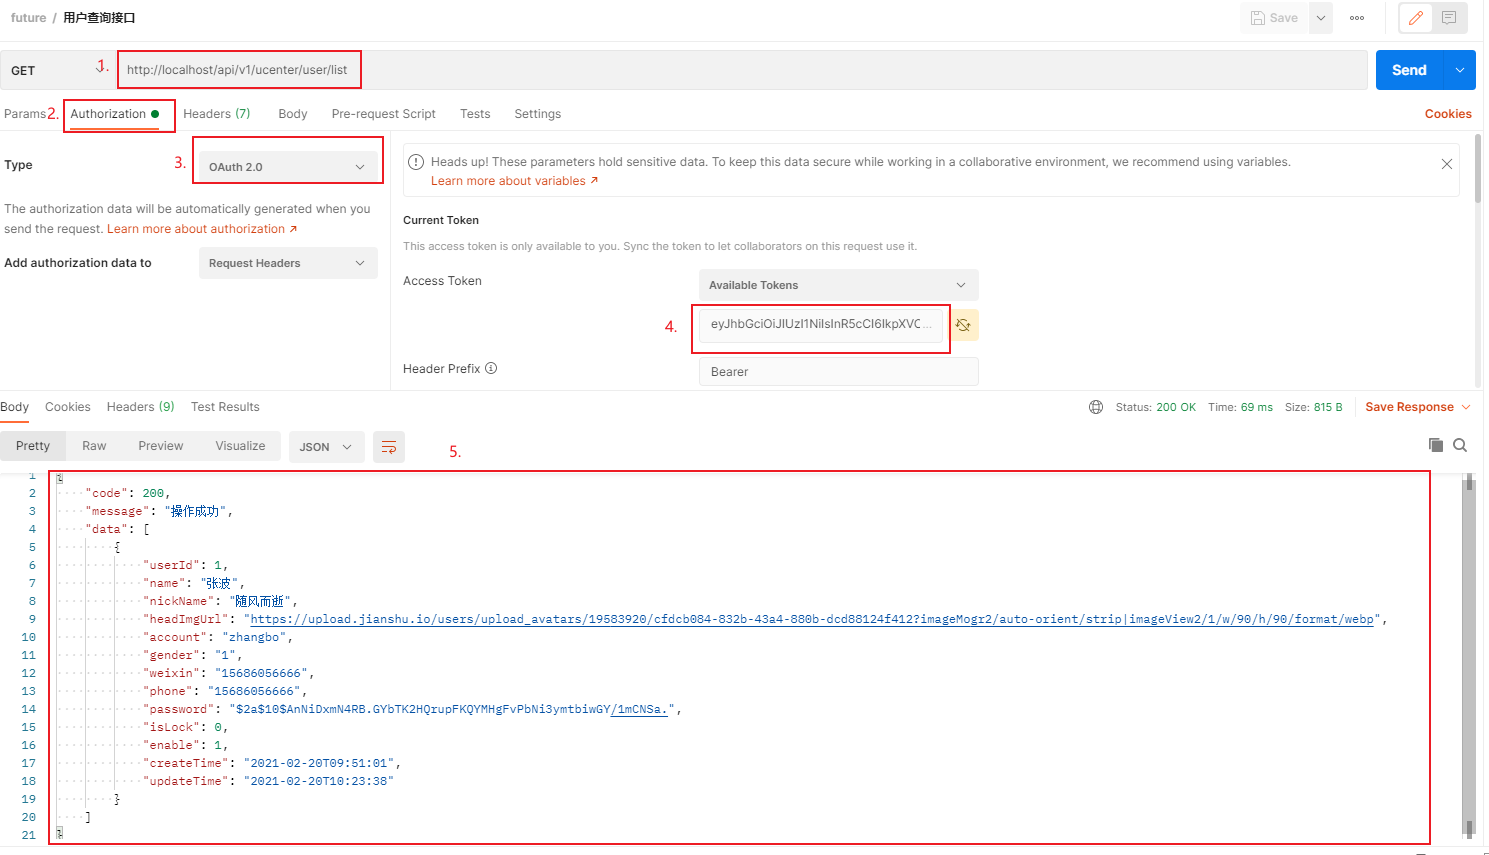 future / 用户查询接口
Save
GET
1.
http://localhost/api/v1/ucenter/user/list
Send
Params 2. Authorization Headers (7) Body Pre-request Script Tests Settings Cookies
Type
3.
OAuth 2.0
The authorization data will be automatically generated when you
send the request. Learn more about authorization ↗
Add authorization data to
Request Headers
Heads up! These parameters hold sensitive data. To keep this data secure while working in a collaborative environment, we recommend using variables.
Learn more about variables ↗
Current Token
This access token is only available to you. Sync the token to let collaborators on this request use it.
Access Token
Available Tokens
4.
eyJhbGciOiJIUzI1NiIsInR5cCI6IkpXVC...
Header Prefix
Bearer
Body Cookies Headers (9) Test Results Status: 200 OK Time: 69 ms Size: 815 B Save Response
Pretty Raw Preview Visualize JSON
5.
1 {
2 "code": 200,
3 "message": "操作成功",
4 "data": [
5 {
6 "userId": 1,
7 "name": "张波",
8 "nickName": "随风而逝",
9 "headImgUrl": "https://upload.jianshu.io/users/upload_avatars/19583920/cfdcb084-832b-43a4-880b-dcd88124f412?imageMogr2/auto-orient/strip|imageView2/1/w/90/h/90/format/webp",
10 "account": "zhangbo",
11 "gender": "1",
12 "weixin": "15686056666",
13 "phone": "15686056666",
14 "password": "$2a$10$AnNiDxmN4RB.GYbTK2HQrupFKQYMHgFvPbNi3ymtbiwGY/1mCNSa.",
15 "isLock": 0,
16 "enable": 1,
17 "createTime": "2021-02-20T09:51:01",
18 "updateTime": "2021-02-20T10:23:38"
19 }
20 ]
21 }